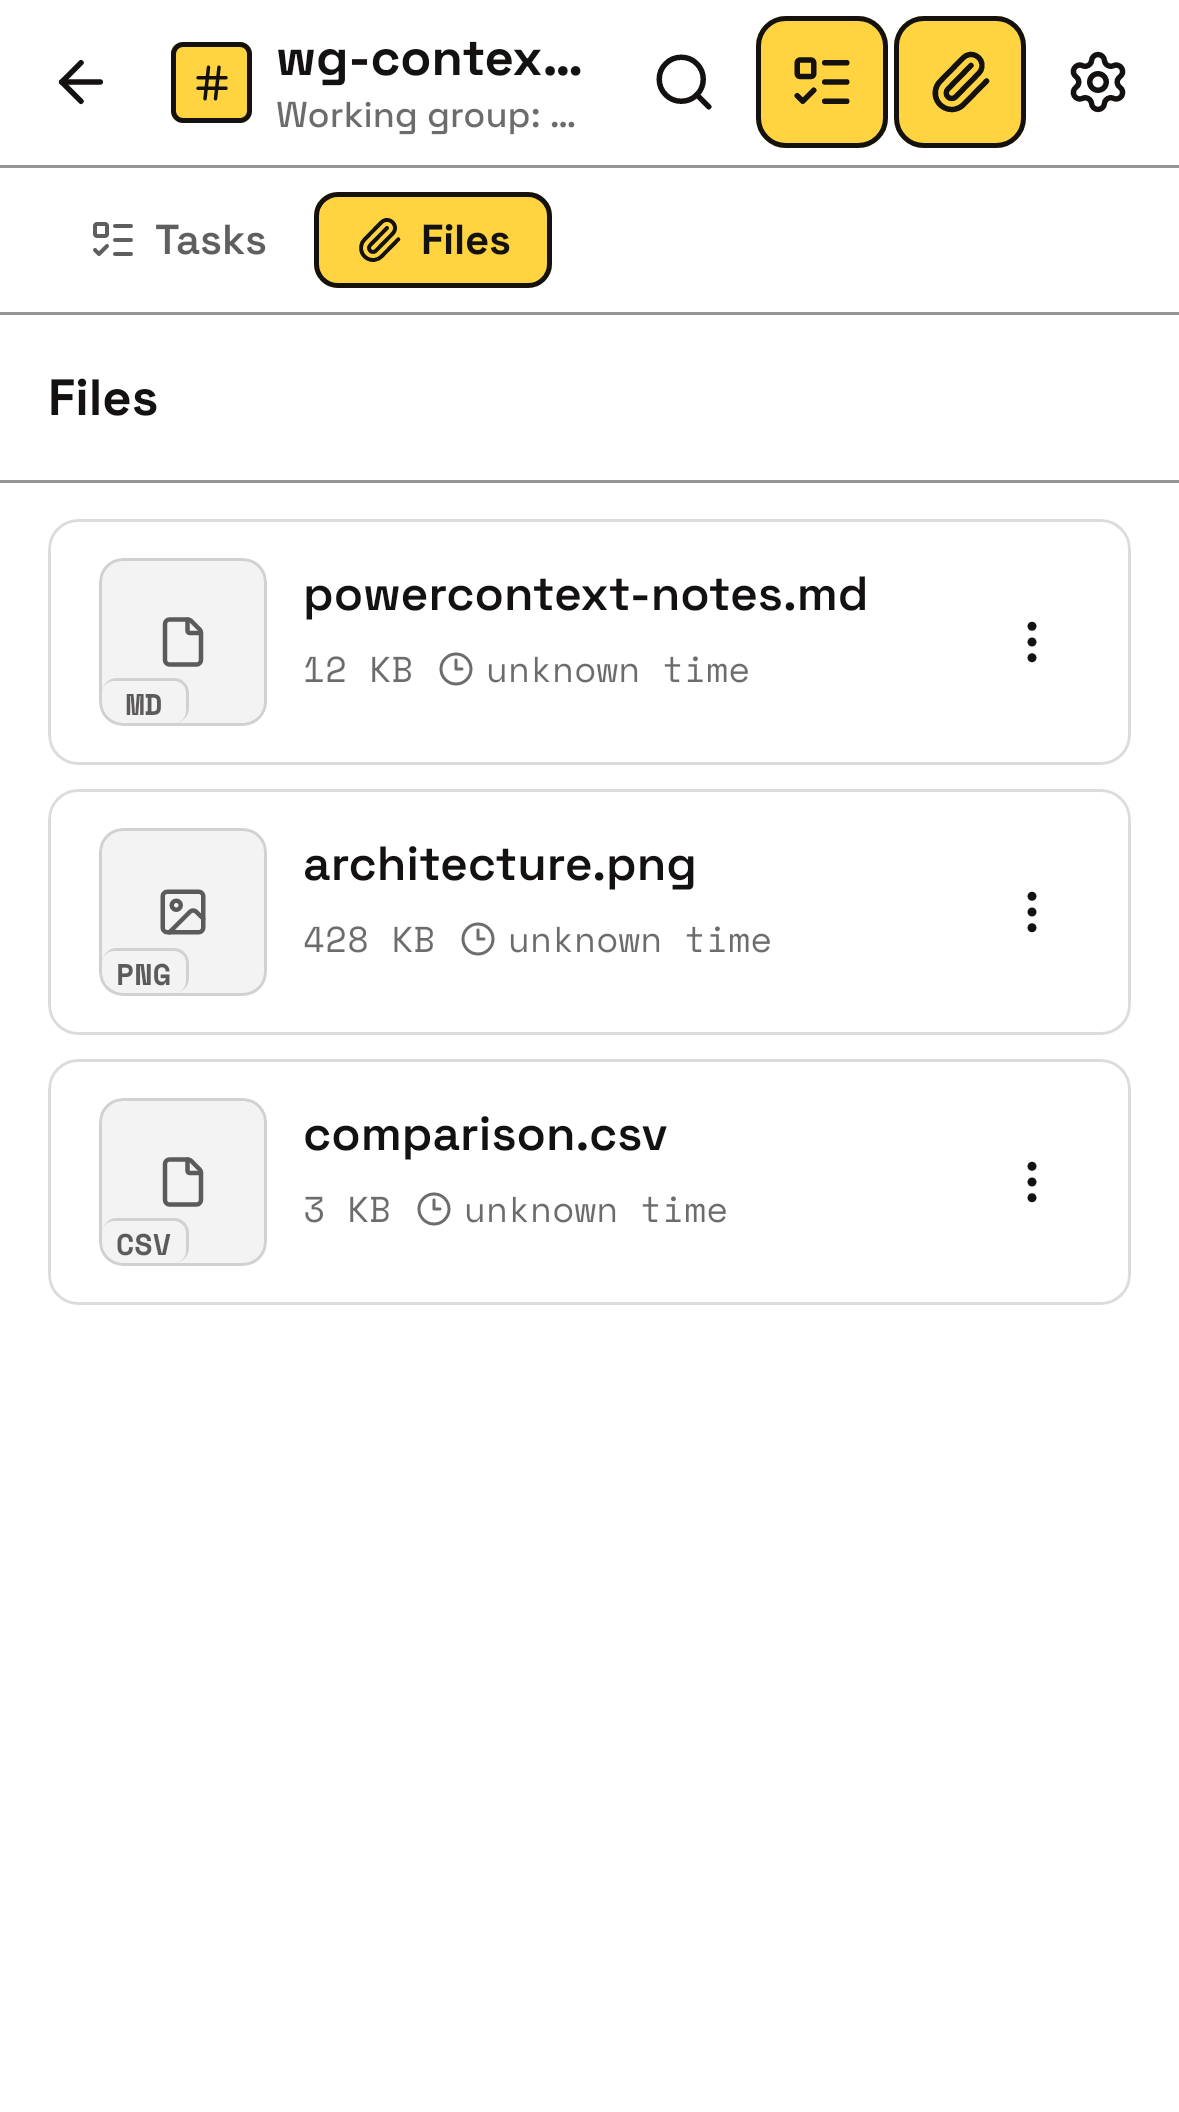 #
wg-contex...
Working group: ...
Tasks
Files
Files
powercontext-notes.md
12 KB unknown time
MD
architecture.png
428 KB unknown time
PNG
comparison.csv
3 KB unknown time
CSV